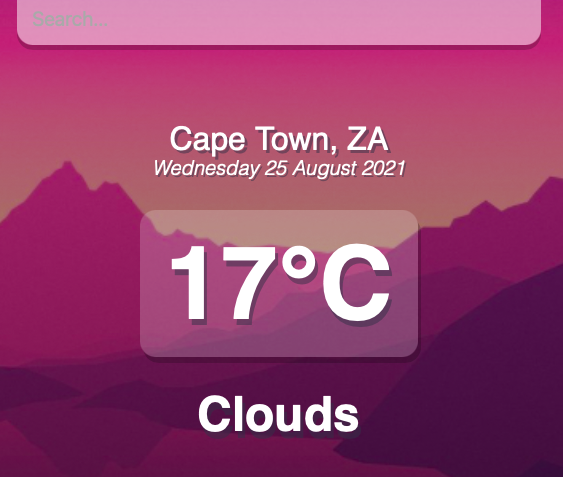 Search...
Cape Town, ZA
Wednesday 25 August 2021
17°C
Clouds